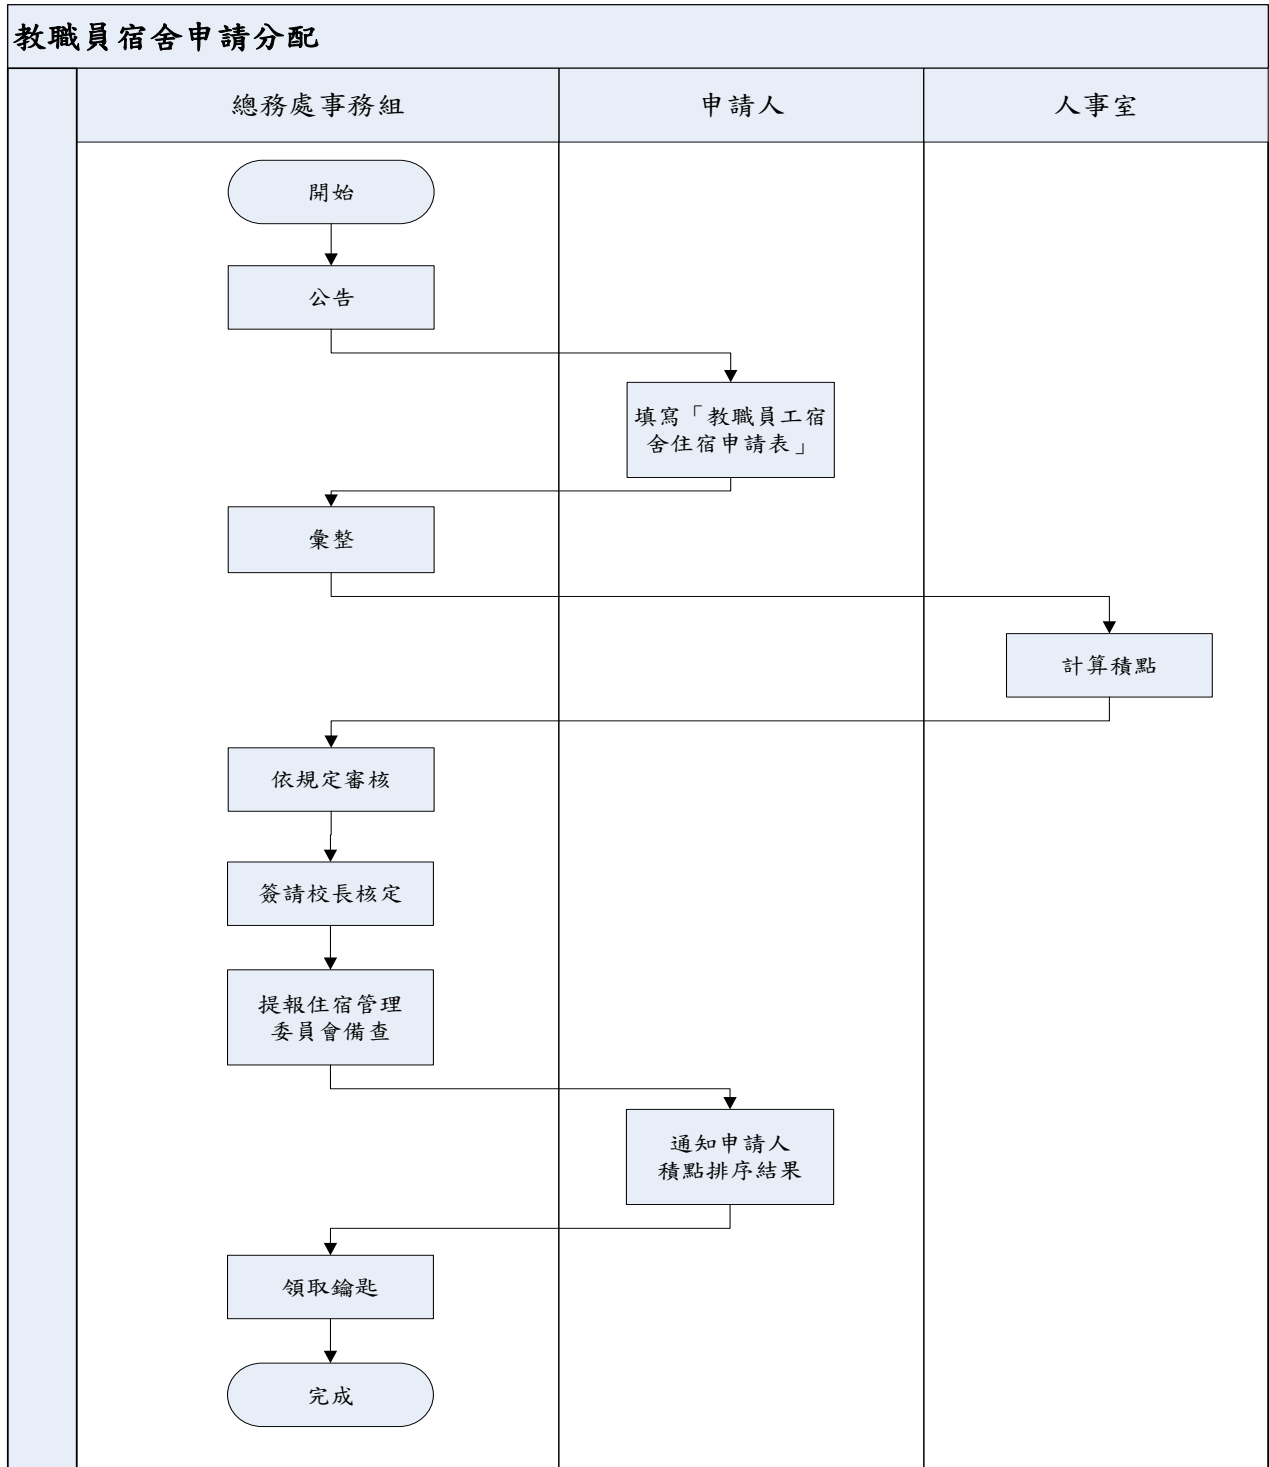 教職員宿舍申請分配
總務處事務組
申請人
人事室
開始
公告
填寫「教職員工宿
舍住宿申請表」
彙整
計算積點
依規定審核
簽請校長核定
提報住宿管理
委員會備查
通知申請人
積點排序結果
領取鑰匙
完成